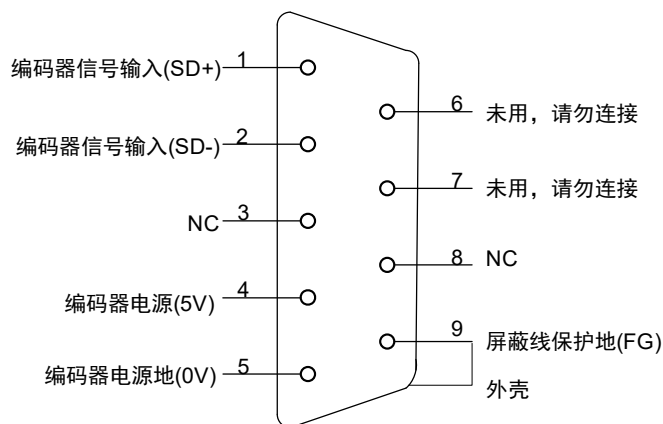 编码器信号输入(SD+) 1
编码器信号输入(SD-) 2
NC 3
编码器电源(5V) 4
编码器电源地(0V) 5
6 未用，请勿连接
7 未用，请勿连接
8 NC
9 屏蔽线保护地(FG)
外壳